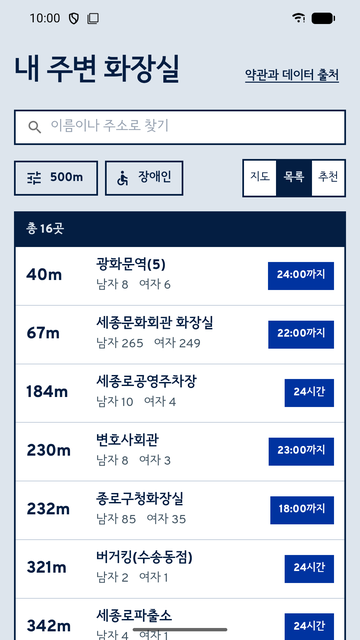 10:00
내 주변 화장실
약관과 데이터 출처
이름이나 주소로 찾기
500m
장애인
지도
목록
추천
총 16곳
40m
광화문역(5)
남자 8 여자 6
24:00까지
67m
세종문화회관 화장실
남자 265 여자 249
22:00까지
184m
세종로공영주차장
남자 10 여자 4
24시간
230m
변호사회관
남자 8 여자 3
23:00까지
232m
종로구청화장실
남자 85 여자 35
18:00까지
321m
버거킹(수송동점)
남자 2 여자 1
24시간
342m
세종로파출소
남자 4 여자 1
24시간